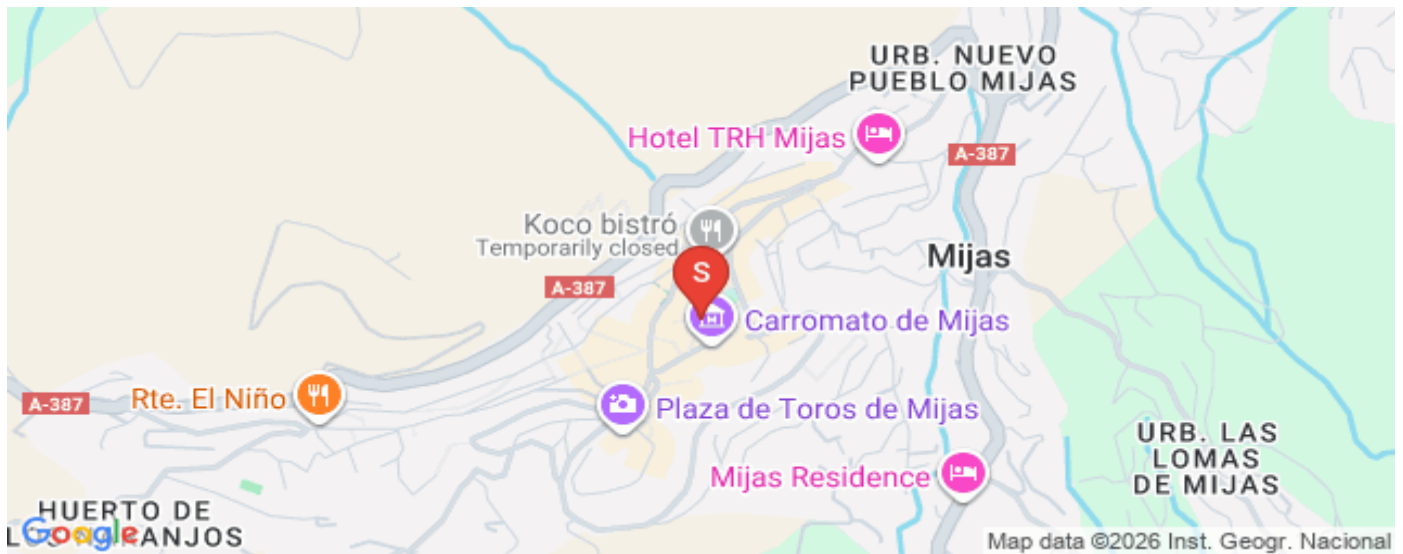 URB. NUEVO
PUEBLO MIJAS
Hotel TRH Mijas
A-387
Koco bistró
Temporarily closed
Mijas
S
A-387
Carromato de Mijas
Rte. El Niño
A-387
Plaza de Toros de Mijas
URB. LAS
LOMAS
DE MIJAS
Mijas Residence
HUERTO DE
Google
ANJOS
Map data ©2026 Inst. Geogr. Nacional